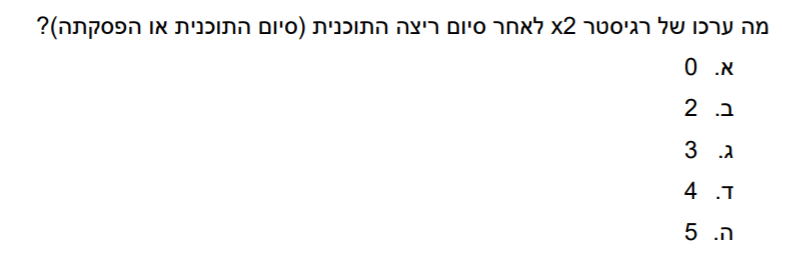 מה ערכו של רגיסטר x2 לאחר סיום ריצה התוכנית (סיום התוכנית או הפסקתה)?
א. 0
ב. 2
ג. 3
ד. 4
ה. 5